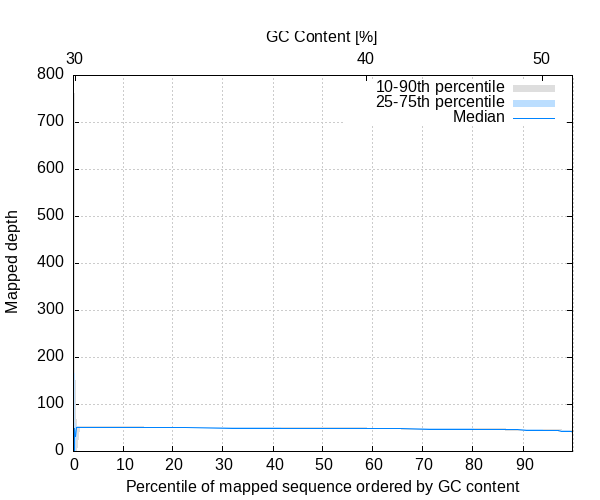 GC Content [%]
30 40 50
800
10-90th percentile
25-75th percentile
Median
700
600
500
400
300
200
100
0
Mapped depth
0 10 20 30 40 50 60 70 80 90
Percentile of mapped sequence ordered by GC content